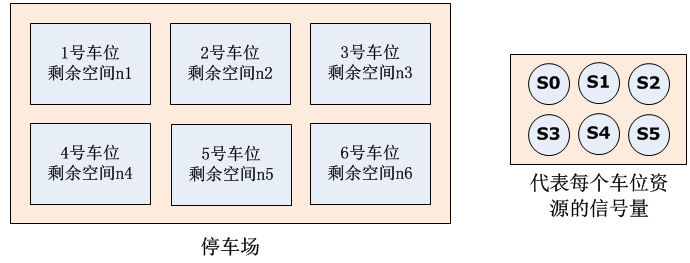 1号车位
剩余空间n1
2号车位
剩余空间n2
3号车位
剩余空间n3
4号车位
剩余空间n4
5号车位
剩余空间n5
6号车位
剩余空间n6
停车场
S0
S1
S2
S3
S4
S5
代表每个车位资
源的信号量